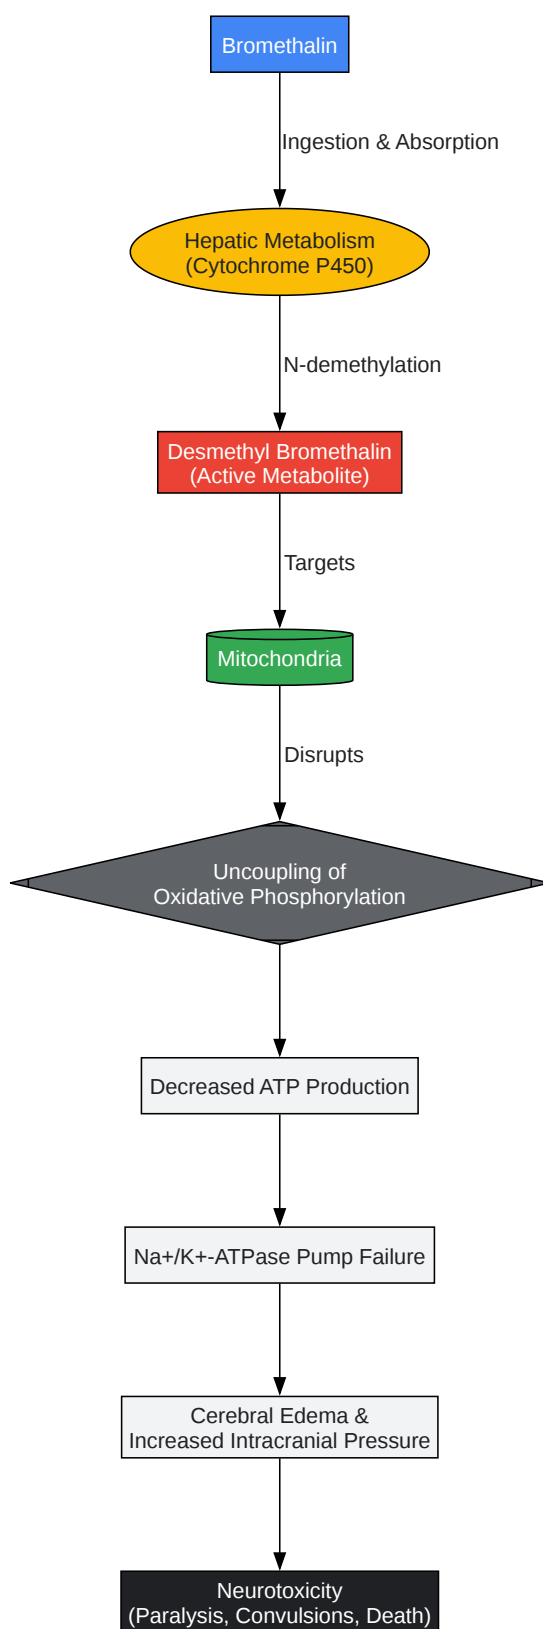 Bromethalin
Ingestion & Absorption
Hepatic Metabolism
(Cytochrome P450)
N-demethylation
Desmethyl Bromethalin
(Active Metabolite)
Targets
Mitochondria
Disrupts
Uncoupling of
Oxidative Phosphorylation
Decreased ATP Production
Na+/K+-ATPase Pump Failure
Cerebral Edema &
Increased Intracranial Pressure
Neurotoxicity
(Paralysis, Convulsions, Death)